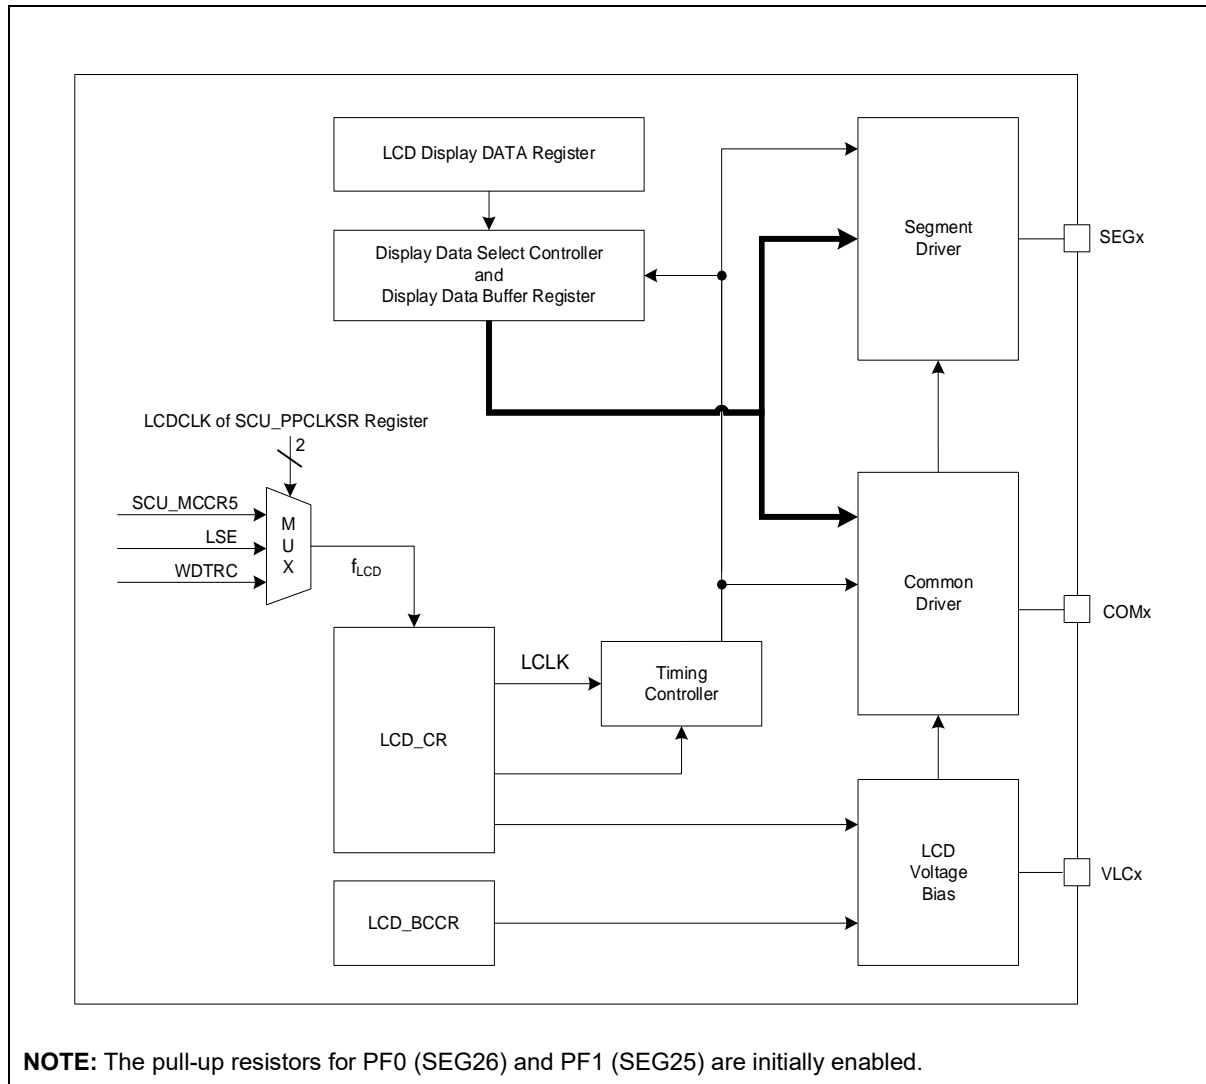 LCD Display DATA Register
Display Data Select Controller
and
Display Data Buffer Register
Segment
Driver
SEGx
LCDCLK of SCU_PPCLKSR Register
2
SCU_MCCR5
LSE
WDTRC
M
U
X
fLCD
Common
Driver
COMx
LCD_CR
LCLK
Timing
Controller
LCD
Voltage
Bias
VLCx
LCD_BCCR
NOTE: The pull-up resistors for PF0 (SEG26) and PF1 (SEG25) are initially enabled.